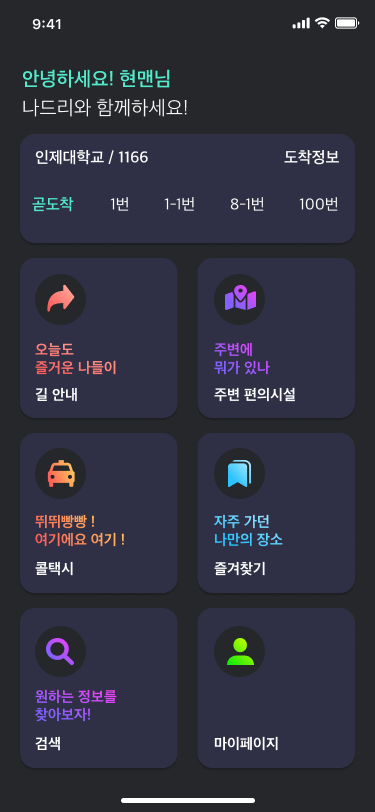 9:41
안녕하세요! 현맨님
나드리와 함께하세요!
인제대학교 / 1166 도착정보
곧도착 1번 1-1번 8-1번 100번
오늘도
즐거운 나들이
길 안내
주변에
뭐가 있나
주변 편의시설
뛰뛰빵빵 !
여기에요 여기 !
콜택시
자주 가던
나만의 장소
즐겨찾기
원하는 정보를
찾아보자!
검색
마이페이지